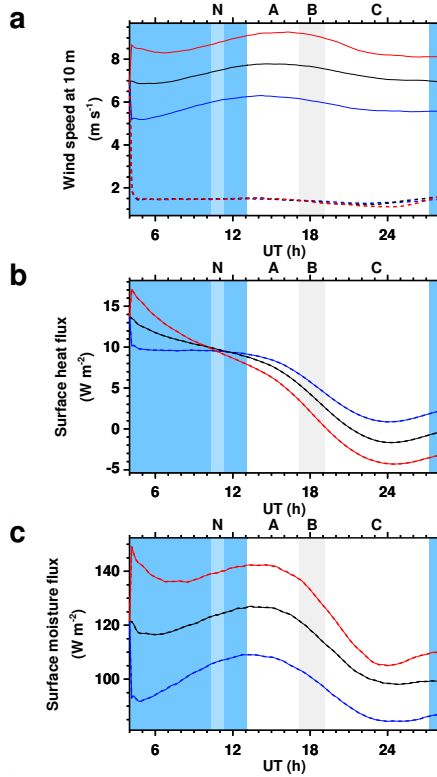 a
N A B C
Wind speed at 10 m
(m s-1)
8
6
4
2
6 12 18 24
UT (h)
b
N A B C
Surface heat flux
(W m-2)
15
10
5
0
-5
6 12 18 24
UT (h)
c
N A B C
Surface moisture flux
(W m-2)
140
120
100
6 12 18 24
UT (h)